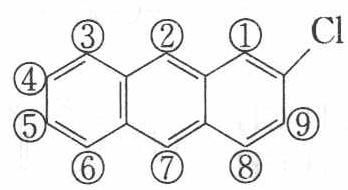 Cl
③ ② ①
④
⑤ ⑨
⑥ ⑦ ⑧